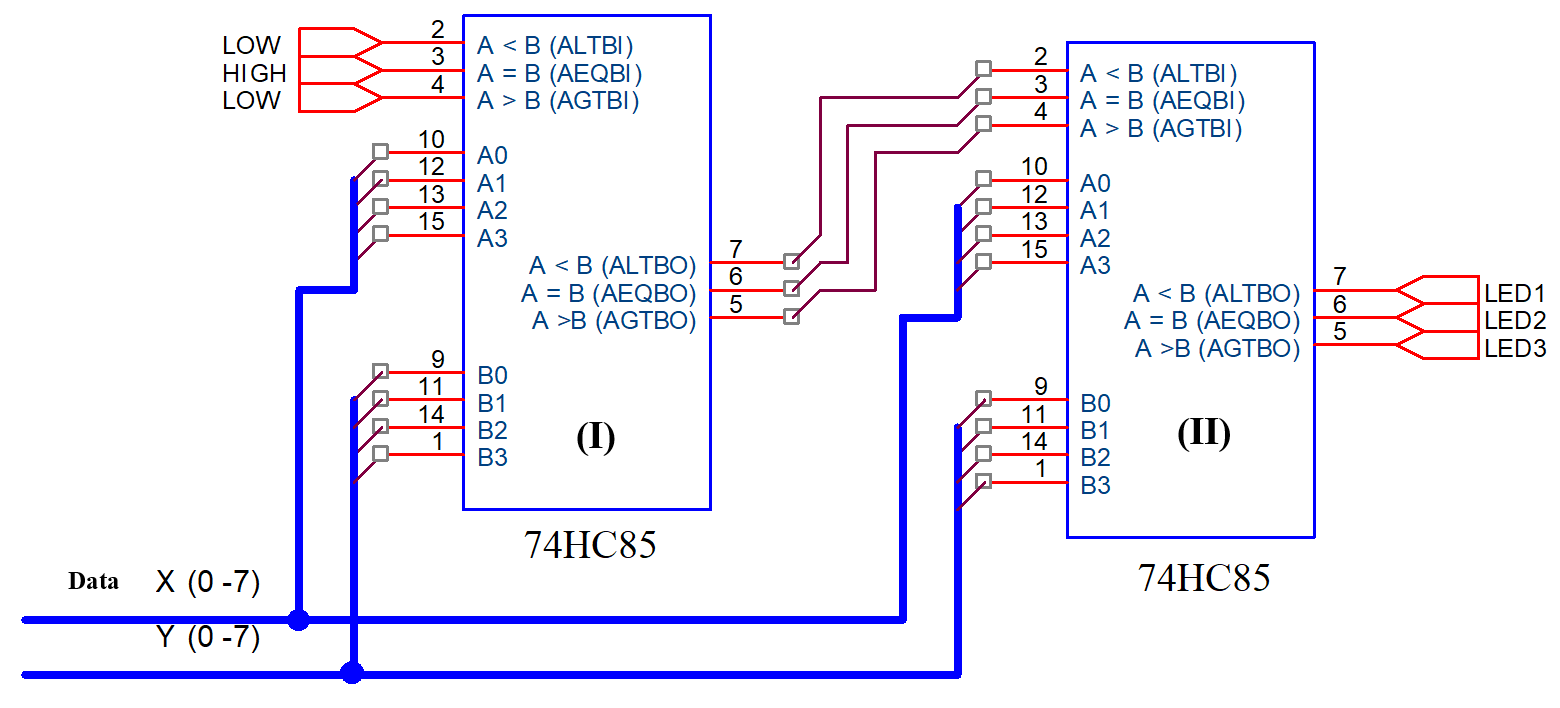 LOW
HIGH
LOW
2
3
4
A < B (ALTBI)
A = B (AEQBI)
A > B (AGTBI)
10
12
13
15
A0
A1
A2
A3
A < B (ALTBO)
A = B (AEQBO)
A >B (AGTBO)
7
6
5
9
11
14
1
B0
B1
B2
B3
(I)
74HC85
2
3
4
A < B (ALTBI)
A = B (AEQBI)
A > B (AGTBI)
10
12
13
15
A0
A1
A2
A3
A < B (ALTBO)
A = B (AEQBO)
A >B (AGTBO)
7
6
5
LED1
LED2
LED3
9
11
14
1
B0
B1
B2
B3
(II)
74HC85
Data X (0 -7)
Y (0 -7)